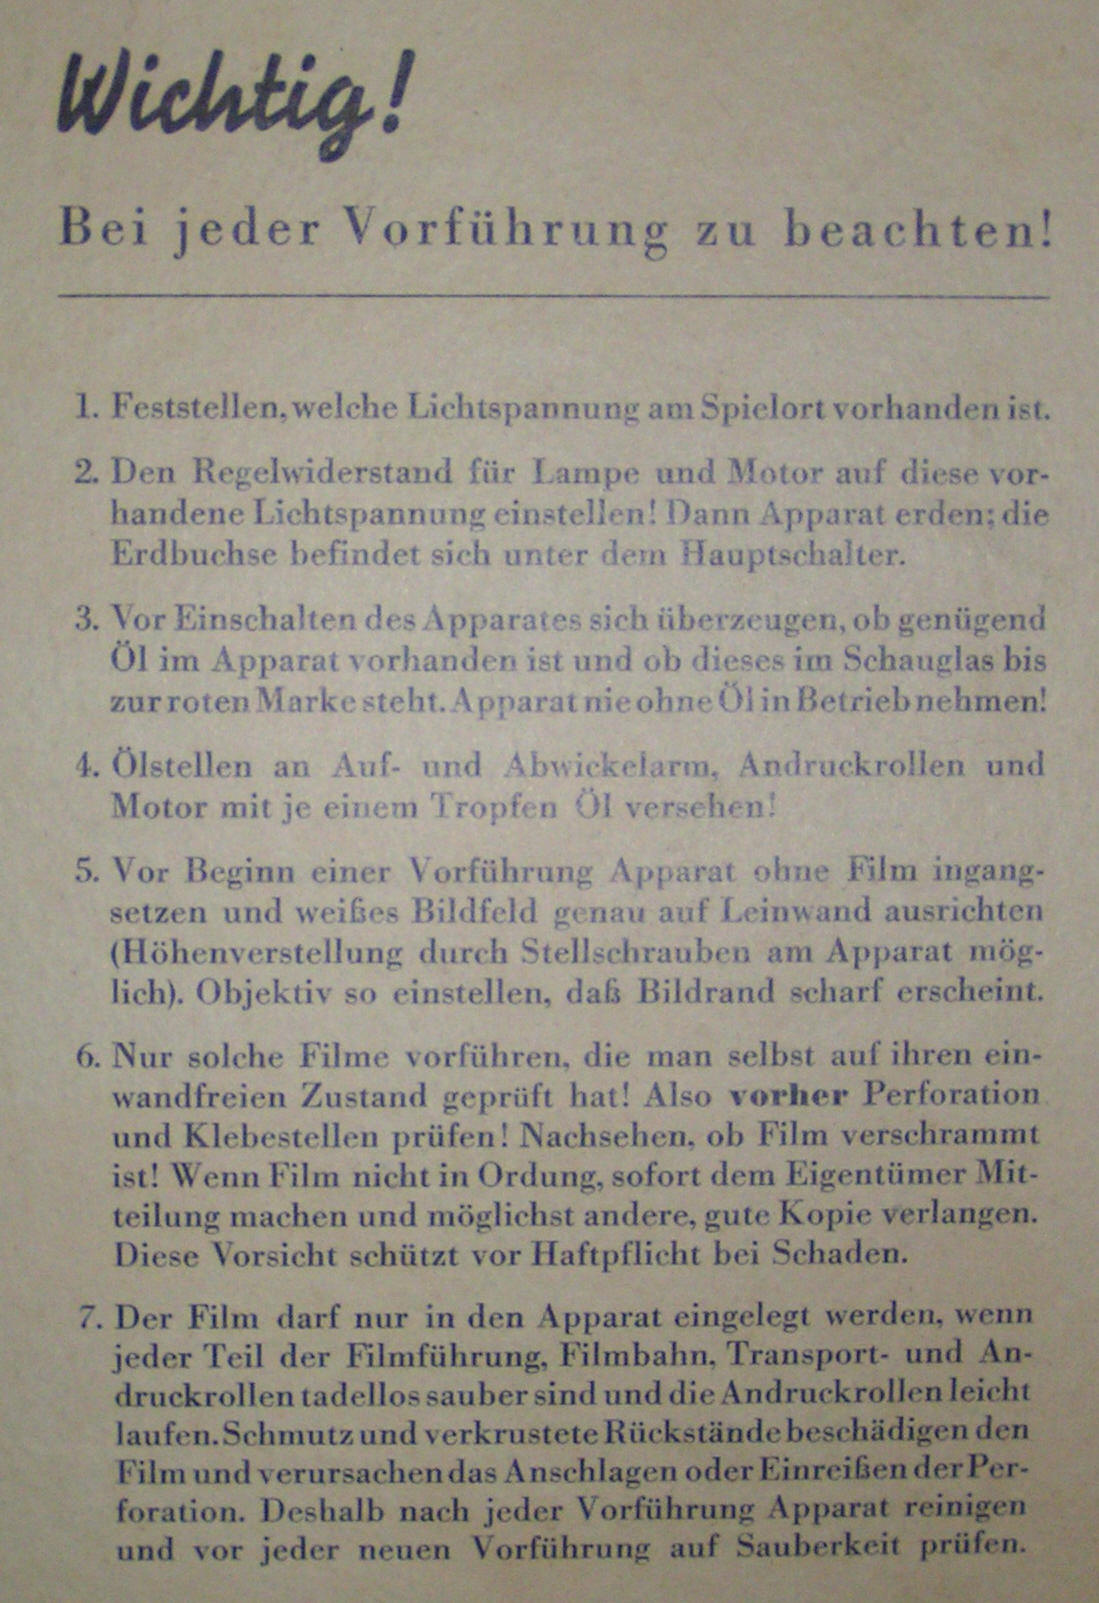 Wichtig!
Bei jeder Vorführung zu beachten!
1. Feststellen, welche Lichtspannung am Spielort vorhanden ist.
2. Den Regelwiderstand für Lampe und Motor auf diese vor-
handene Lichtspannung einstellen! Dann Apparat erden; die
Erdbuchse befindet sich unter dem Hauptschalter.
3. Vor Einschalten des Apparates sich überzeugen, ob genügend
Öl im Apparat vorhanden ist und ob dieses im Schauglas bis
zur roten Marke steht. Apparat nie ohne Öl in Betrieb nehmen!
4. Ölstellen an Auf- und Abwickelarm, Andruckrollen und
Motor mit je einem Tropfen Öl versehen!
5. Vor Beginn einer Vorführung Apparat ohne Film ingang-
setzen und weißes Bildfeld genau auf Leinwand ausrichten
(Höhenverstellung durch Stellschrauben am Apparat mög-
lich). Objektiv so einstellen, daß Bildrand scharf erscheint.
6. Nur solche Filme vorführen, die man selbst auf ihren ein-
wandfreien Zustand geprüft hat! Also vorher Perforation
und Klebestellen prüfen! Nachsehen, ob Film verschrammt
ist! Wenn Film nicht in Ordung, sofort dem Eigentümer Mit-
teilung machen und möglichst andere, gute Kopie verlangen.
Diese Vorsicht schützt vor Haftpflicht bei Schaden.
7. Der Film darf nur in den Apparat eingelegt werden, wenn
jeder Teil der Filmführung, Filmbahn, Transport- und An-
druckrollen tadellos sauber sind und die Andruckrollen leicht
laufen. Schmutz und verkrustete Rückstände beschädigen den
Film und verursachen das Anschlagen oder Einreißen der Per-
foration. Deshalb nach jeder Vorführung Apparat reinigen
und vor jeder neuen Vorführung auf Sauberkeit prüfen.